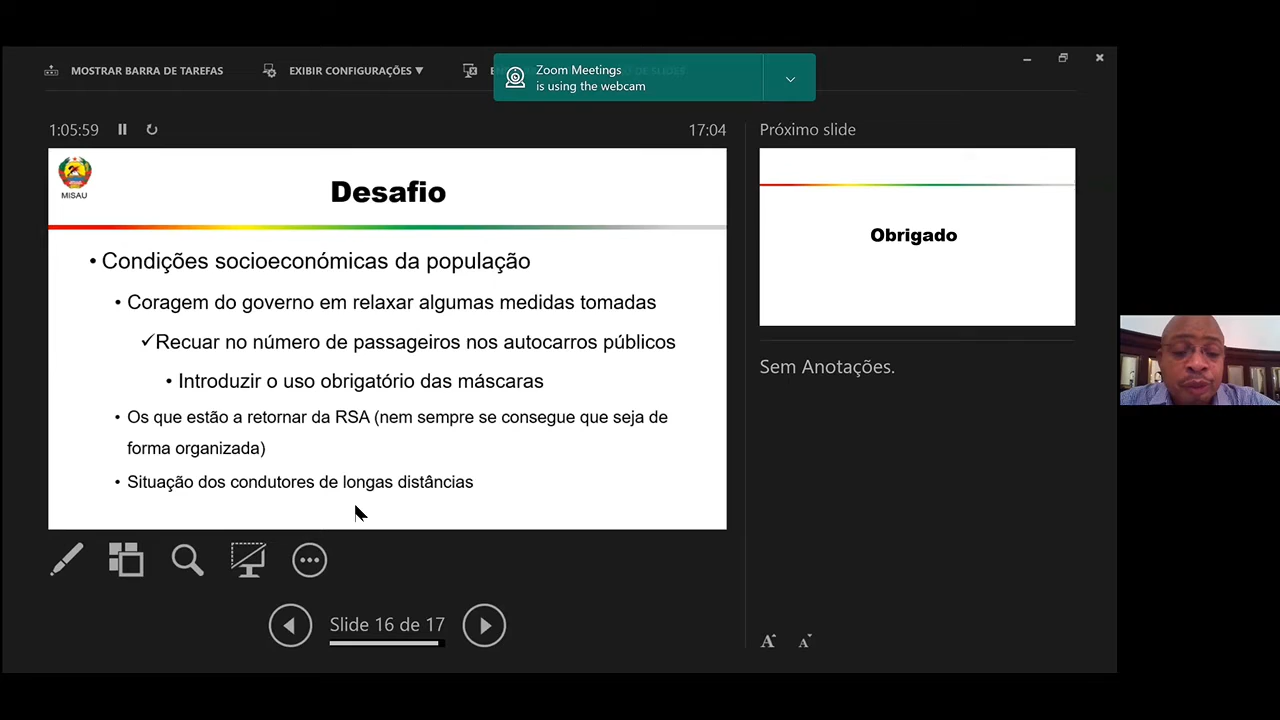 MOSTRAR BARRA DE TAREFAS
EXIBIR CONFIGURAÇÕES ▼
Zoom Meetings
is using the webcam
1:05:59
17:04
Próximo slide
MISAU
Desafio
• Condições socioeconómicas da população
• Coragem do governo em relaxar algumas medidas tomadas
✓Recuar no número de passageiros nos autocarros públicos
• Introduzir o uso obrigatório das máscaras
• Os que estão a retornar da RSA (nem sempre se consegue que seja de
forma organizada)
• Situação dos condutores de longas distâncias
Obrigado
Sem Anotações.
Slide 16 de 17
A A